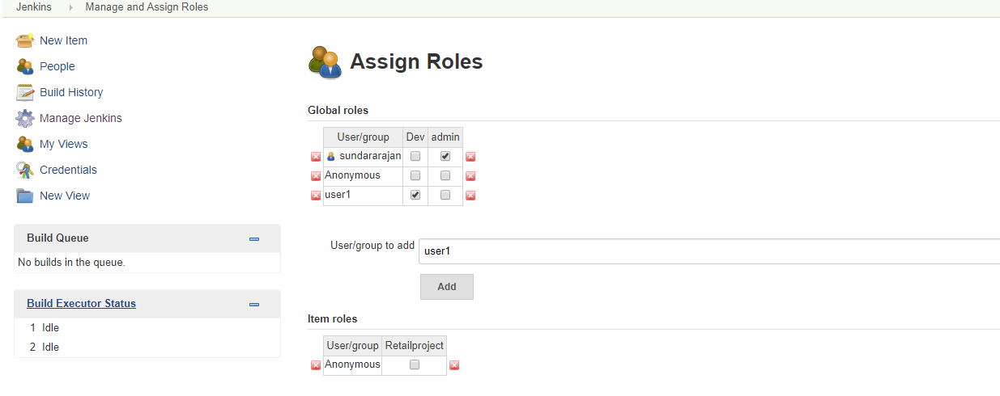 Jenkins Manage and Assign Roles
New Item
People
Build History
Manage Jenkins
My Views
Credentials
New View
Build Queue
No builds in the queue.
Build Executor Status
1 Idle
2 Idle
Assign Roles
Global roles
User/group Dev admin
sundararajan
Anonymous
user1
User/group to add user1
Add
Item roles
User/group Retailproject
Anonymous